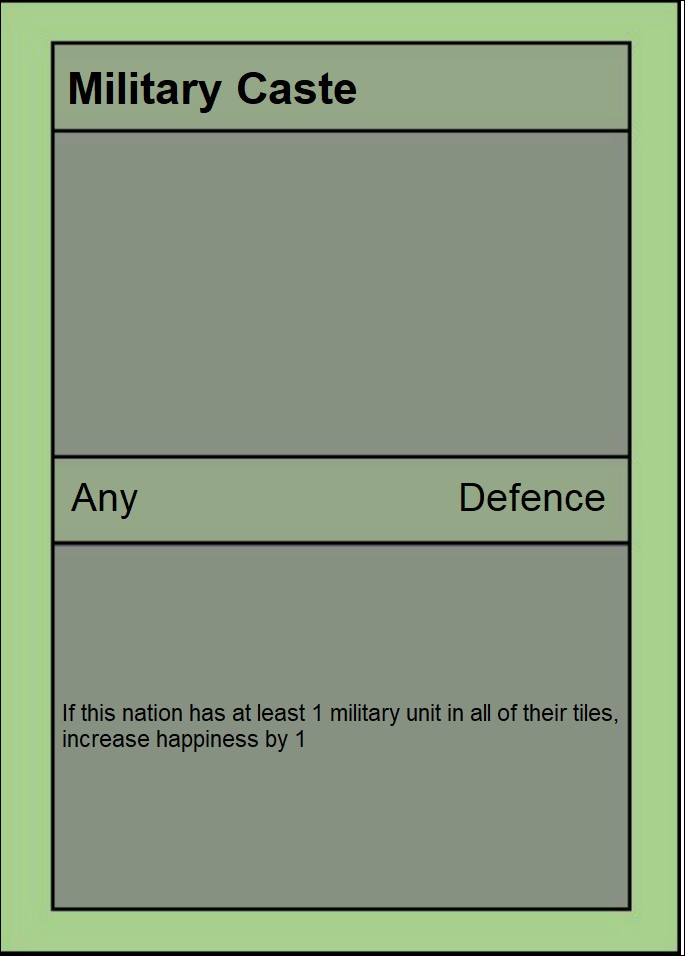 Military Caste
Any Defence
If this nation has at least 1 military unit in all of their tiles,
increase happiness by 1